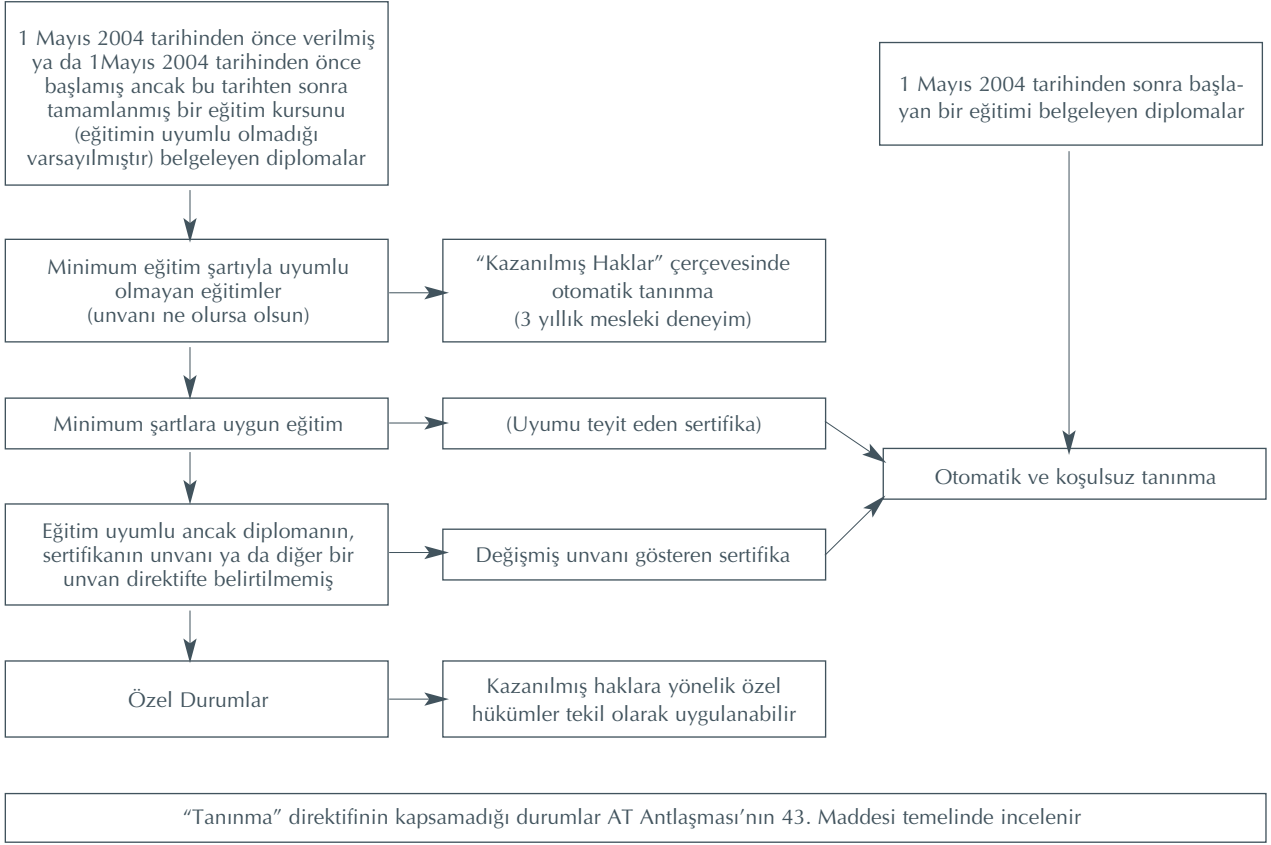 1 Mayıs 2004 tarihinden önce verilmiş
ya da 1Mayıs 2004 tarihinden önce
başlamış ancak bu tarihten sonra
tamamlanmış bir eğitim kursunu
(eğitimin uyumlu olmadığı
varsayılmıştır) belgeleyen diplomalar
1 Mayıs 2004 tarihinden sonra başla-
yan bir eğitimi belgeleyen diplomalar
Minimum eğitim şartıyla uyumlu
olmayan eğitimler
(unvanı ne olursa olsun)
“Kazanılmış Haklar” çerçevesinde
otomatik tanınma
(3 yıllık mesleki deneyim)
Minimum şartlara uygun eğitim
(Uyumu teyit eden sertifika)
Otomatik ve koşulsuz tanınma
Eğitim uyumlu ancak diplomanın,
sertifikanın unvanı ya da diğer bir
unvan direktifte belirtilmemiş
Değişmiş unvanı gösteren sertifika
Özel Durumlar
Kazanılmış haklara yönelik özel
hükümler tekil olarak uygulanabilir
“Tanınma” direktifinin kapsamadığı durumlar AT Antlaşması’nın 43. Maddesi temelinde incelenir